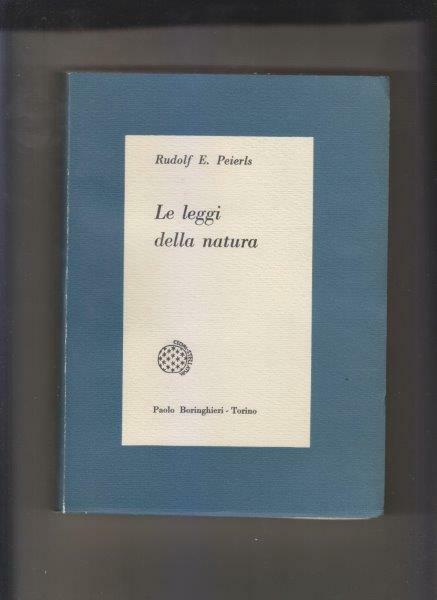 Rudolf E. Peierls
Le leggi
della natura
Paolo Boringhieri - Torino